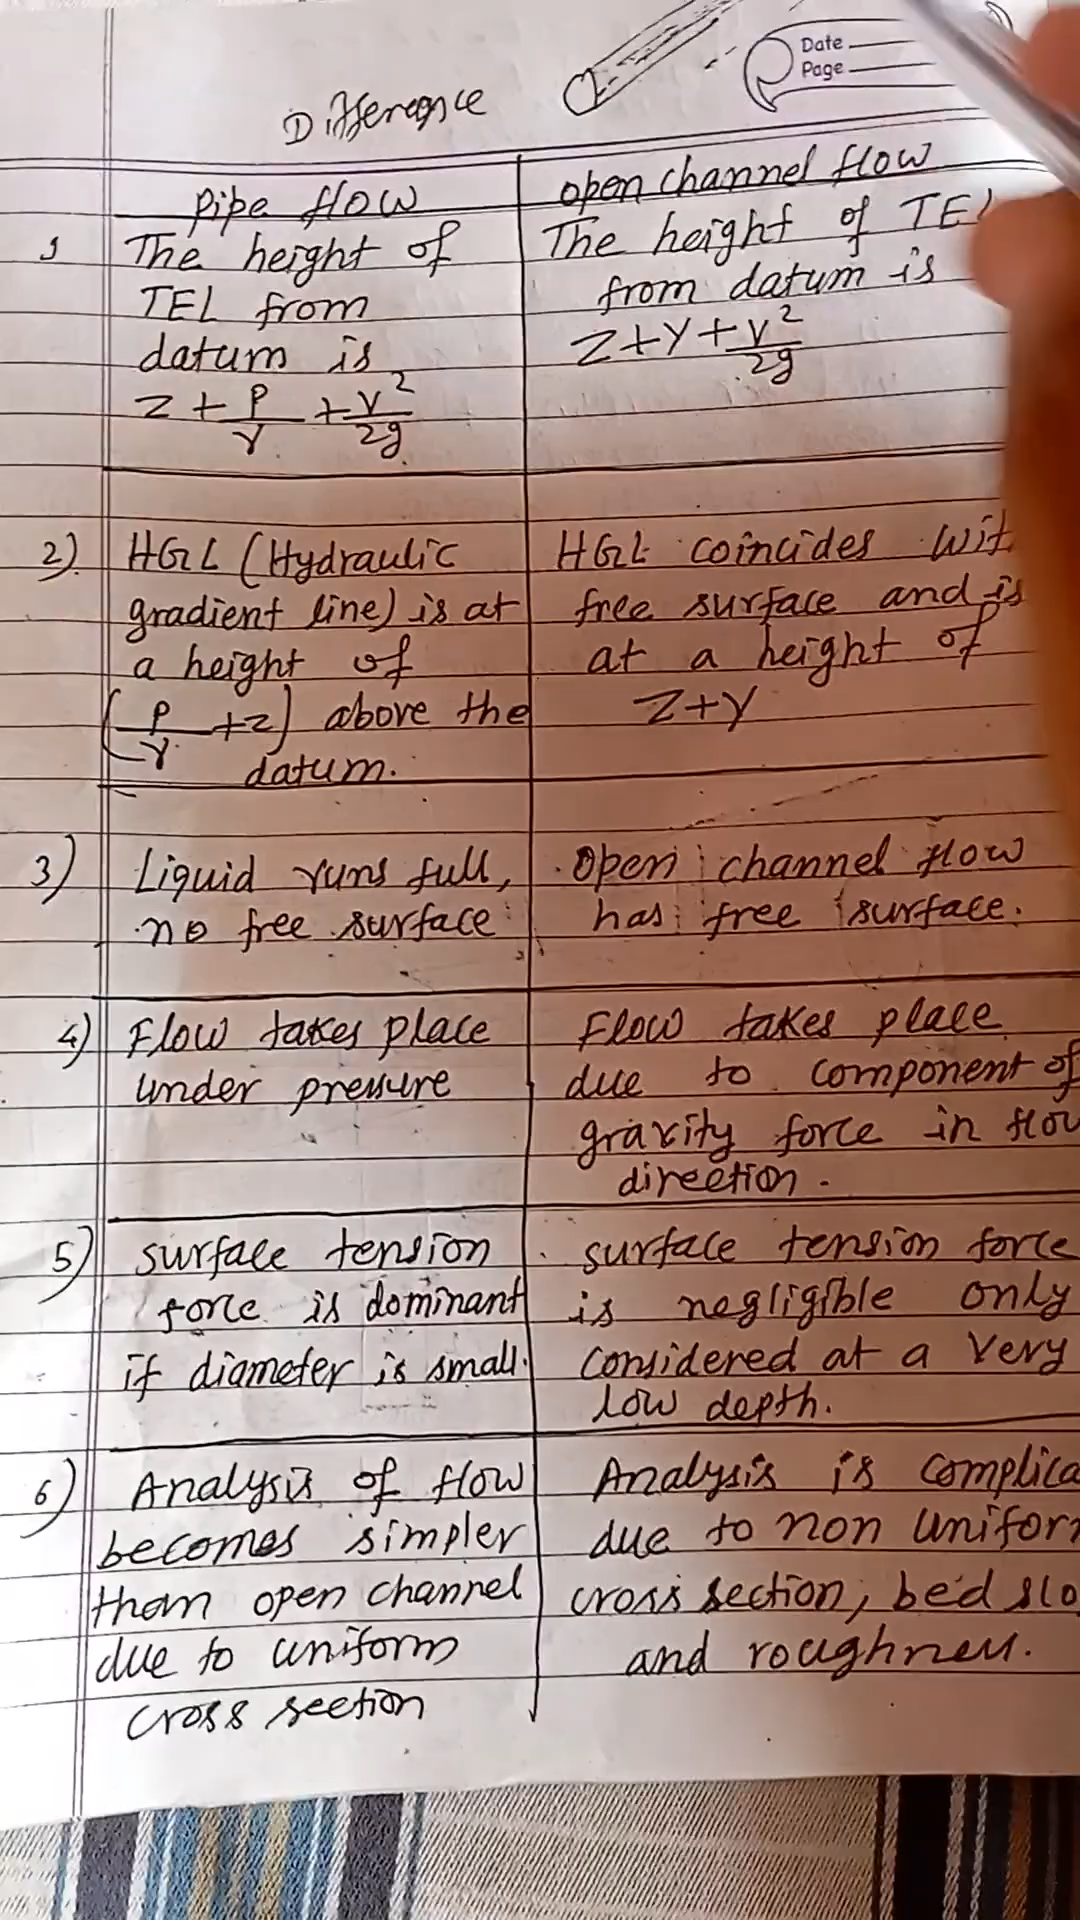 Date
Page
Difference
Pipe flow
1 The height of
TEL from
datum is
z + P/γ + v²/2g
2) HGL (Hydraulic
gradient line) is at
a height of
(P/γ + z) above the
datum.
3) Liquid runs full,
no free surface
4) Flow takes place
under pressure
5) surface tension
force is dominant
if diameter is small.
6) Analysis of flow
becomes simpler
than open channel
due to uniform
cross section
open channel flow
The height of TEL
from datum is
Z+Y+v²/2g
HGL coincides wit
free surface and is
at a height of
Z+Y
Open channel flow
has free surface.
Flow takes place
due to component of
gravity force in flow
direction.
surface tension force
is negligible only
considered at a very
low depth.
Analysis is complica
due to non uniform
cross section, bed slo
and roughness.